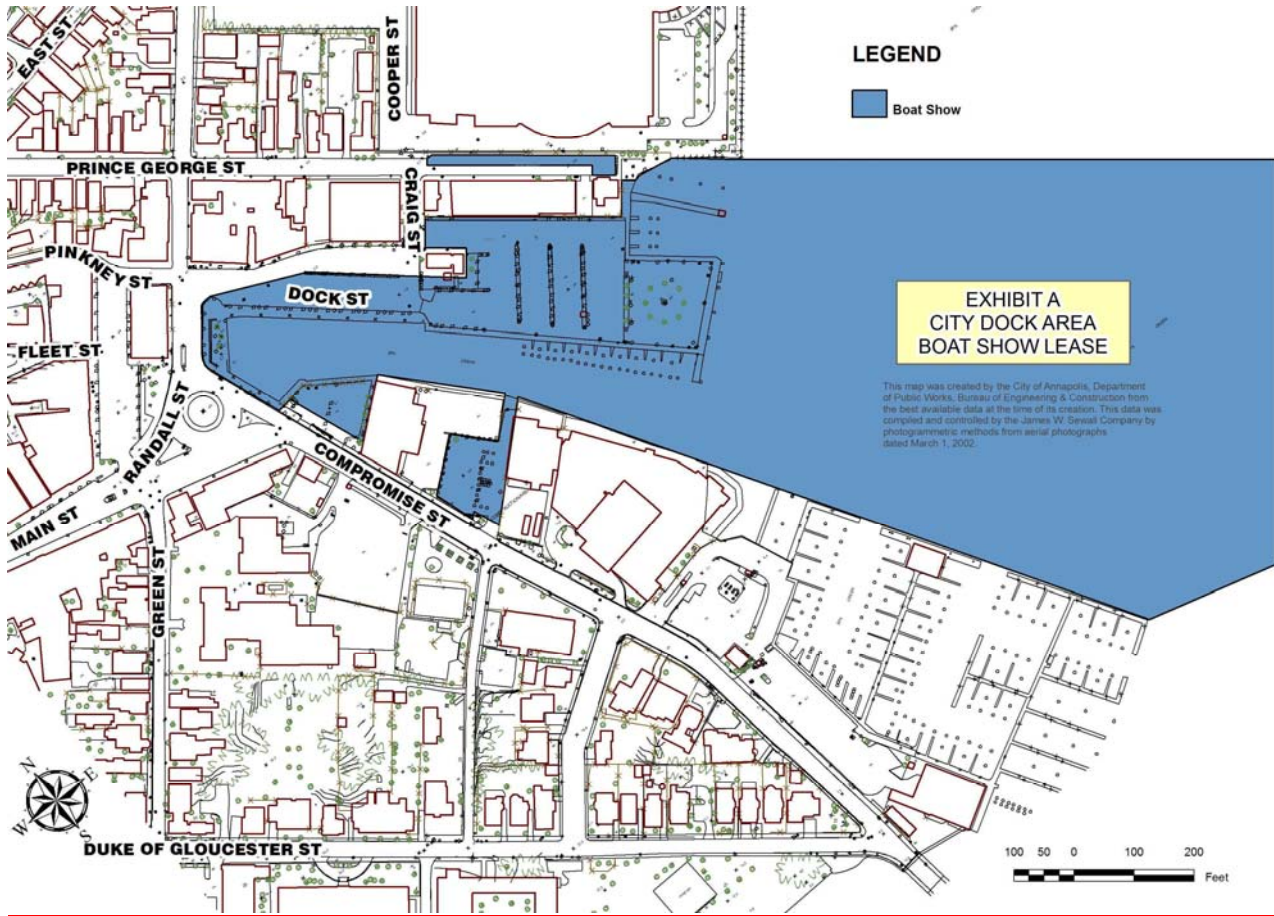 EAST ST
COOPER ST
LEGEND
Boat Show
PRINCE GEORGE ST
CRAIG ST
PINKNEY ST
DOCK ST
EXHIBIT A
CITY DOCK AREA
BOAT SHOW LEASE
FLEET ST
This map was created by the City of Annapolis, Department
of Public Works, Bureau of Engineering & Construction from
the best available data at the time of its creation. This data was
compiled and controlled by the James W. Sewall Company by
photogrammetric methods from aerial photographs
dated March 1, 2002.
RANDALL ST
COMPROMISE ST
MAIN ST
GREEN ST
N
E
W
S
DUKE OF GLOUCESTER ST
100 50 0 100 200
Feet